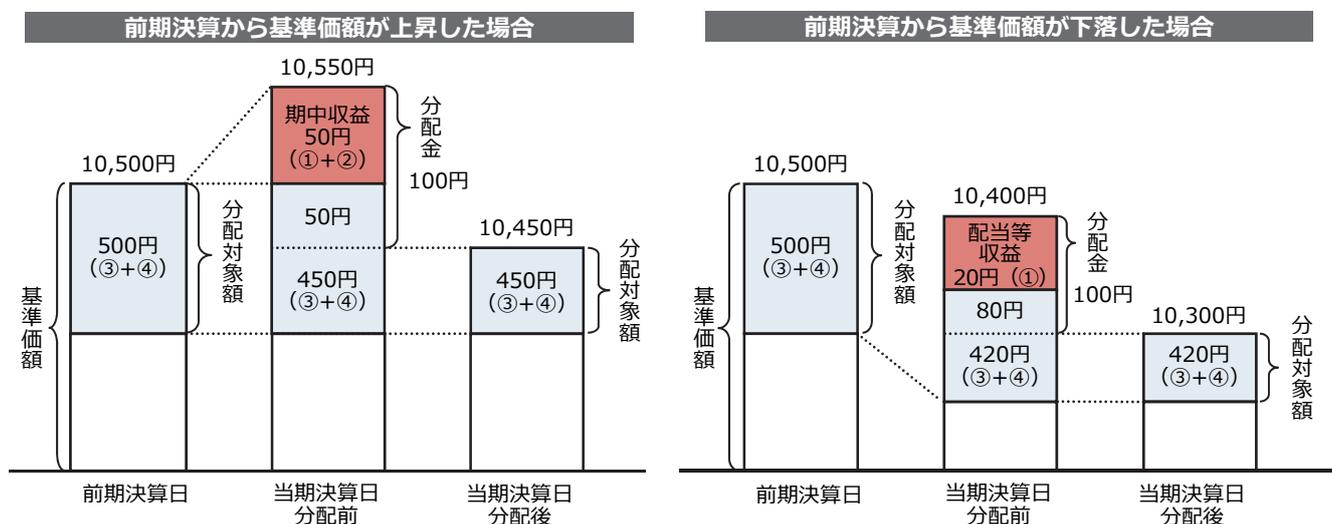 前期決算から基準価額が上昇した場合
10,550円
期中収益
50円
（①+②）
分配金
100円
10,500円
500円
（③+④）
分配対象額
50円
450円
（③+④）
10,450円
450円
（③+④）
分配対象額
基準価額
前期決算日
当期決算日
分配前
当期決算日
分配後
前期決算から基準価額が下落した場合
10,500円
500円
（③+④）
分配対象額
10,400円
配当等
収益
20円（①）
分配金
100円
80円
420円
（③+④）
10,300円
420円
（③+④）
分配対象額
基準価額
前期決算日
当期決算日
分配前
当期決算日
分配後